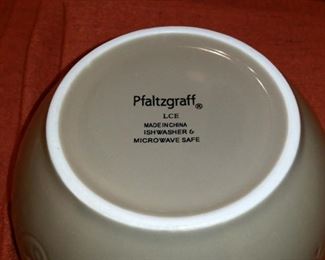 Pfaltzgraff®
LCE
MADE IN CHINA
ISHWASHER &
MICROWAVE SAFE